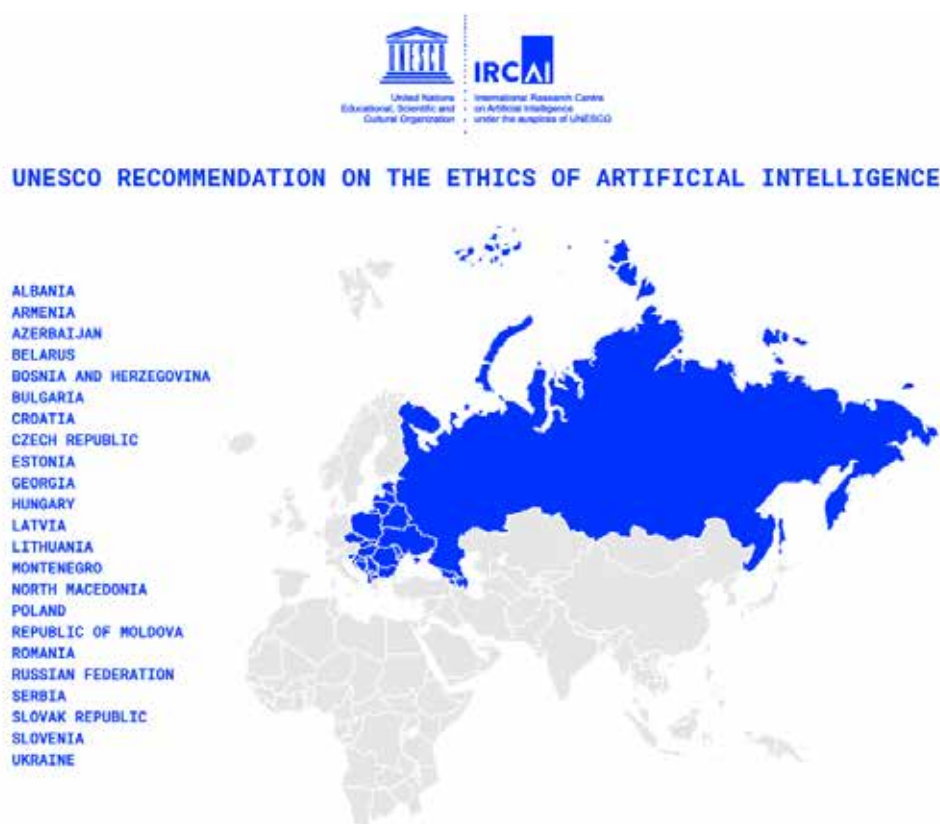 UNESCO
IRCAI
United Nations
Educational, Scientific and
Cultural Organization
International Research Centre
on Artificial Intelligence
under the auspices of UNESCO
UNESCO RECOMMENDATION ON THE ETHICS OF ARTIFICIAL INTELLIGENCE
ALBANIA
ARMENIA
AZERBAIJAN
BELARUS
BOSNIA AND HERZEGOVINA
BULGARIA
CROATIA
CZECH REPUBLIC
ESTONIA
GEORGIA
HUNGARY
LATVIA
LITHUANIA
MONTENEGRO
NORTH MACEDONIA
POLAND
REPUBLIC OF MOLDOVA
ROMANIA
RUSSIAN FEDERATION
SERBIA
SLOVAK REPUBLIC
SLOVENIA
UKRAINE